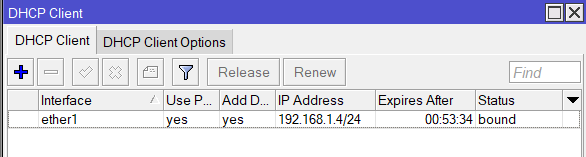 DHCP Client
DHCP Client DHCP Client Options
Release Renew Find
Interface Use P... Add D... IP Address Expires After Status
ether1 yes yes 192.168.1.4/24 00:53:34 bound